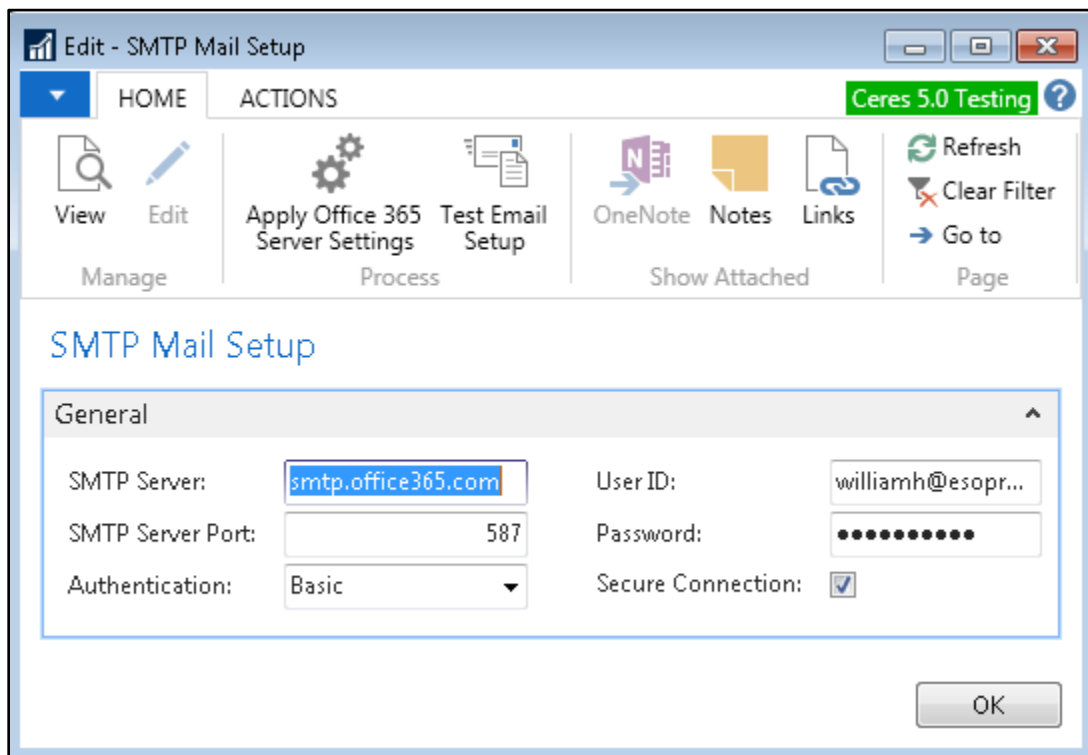 Edit - SMTP Mail Setup
HOME ACTIONS Ceres 5.0 Testing ?
View Edit Apply Office 365 Server Settings Test Email Setup OneNote Notes Links Refresh
Clear Filter
Go to
Manage Process Show Attached Page
SMTP Mail Setup
General
SMTP Server: smtp.office365.com User ID: williamh@esopr...
SMTP Server Port: 587 Password: ●●●●●●●●●●
Authentication: Basic Secure Connection:
OK